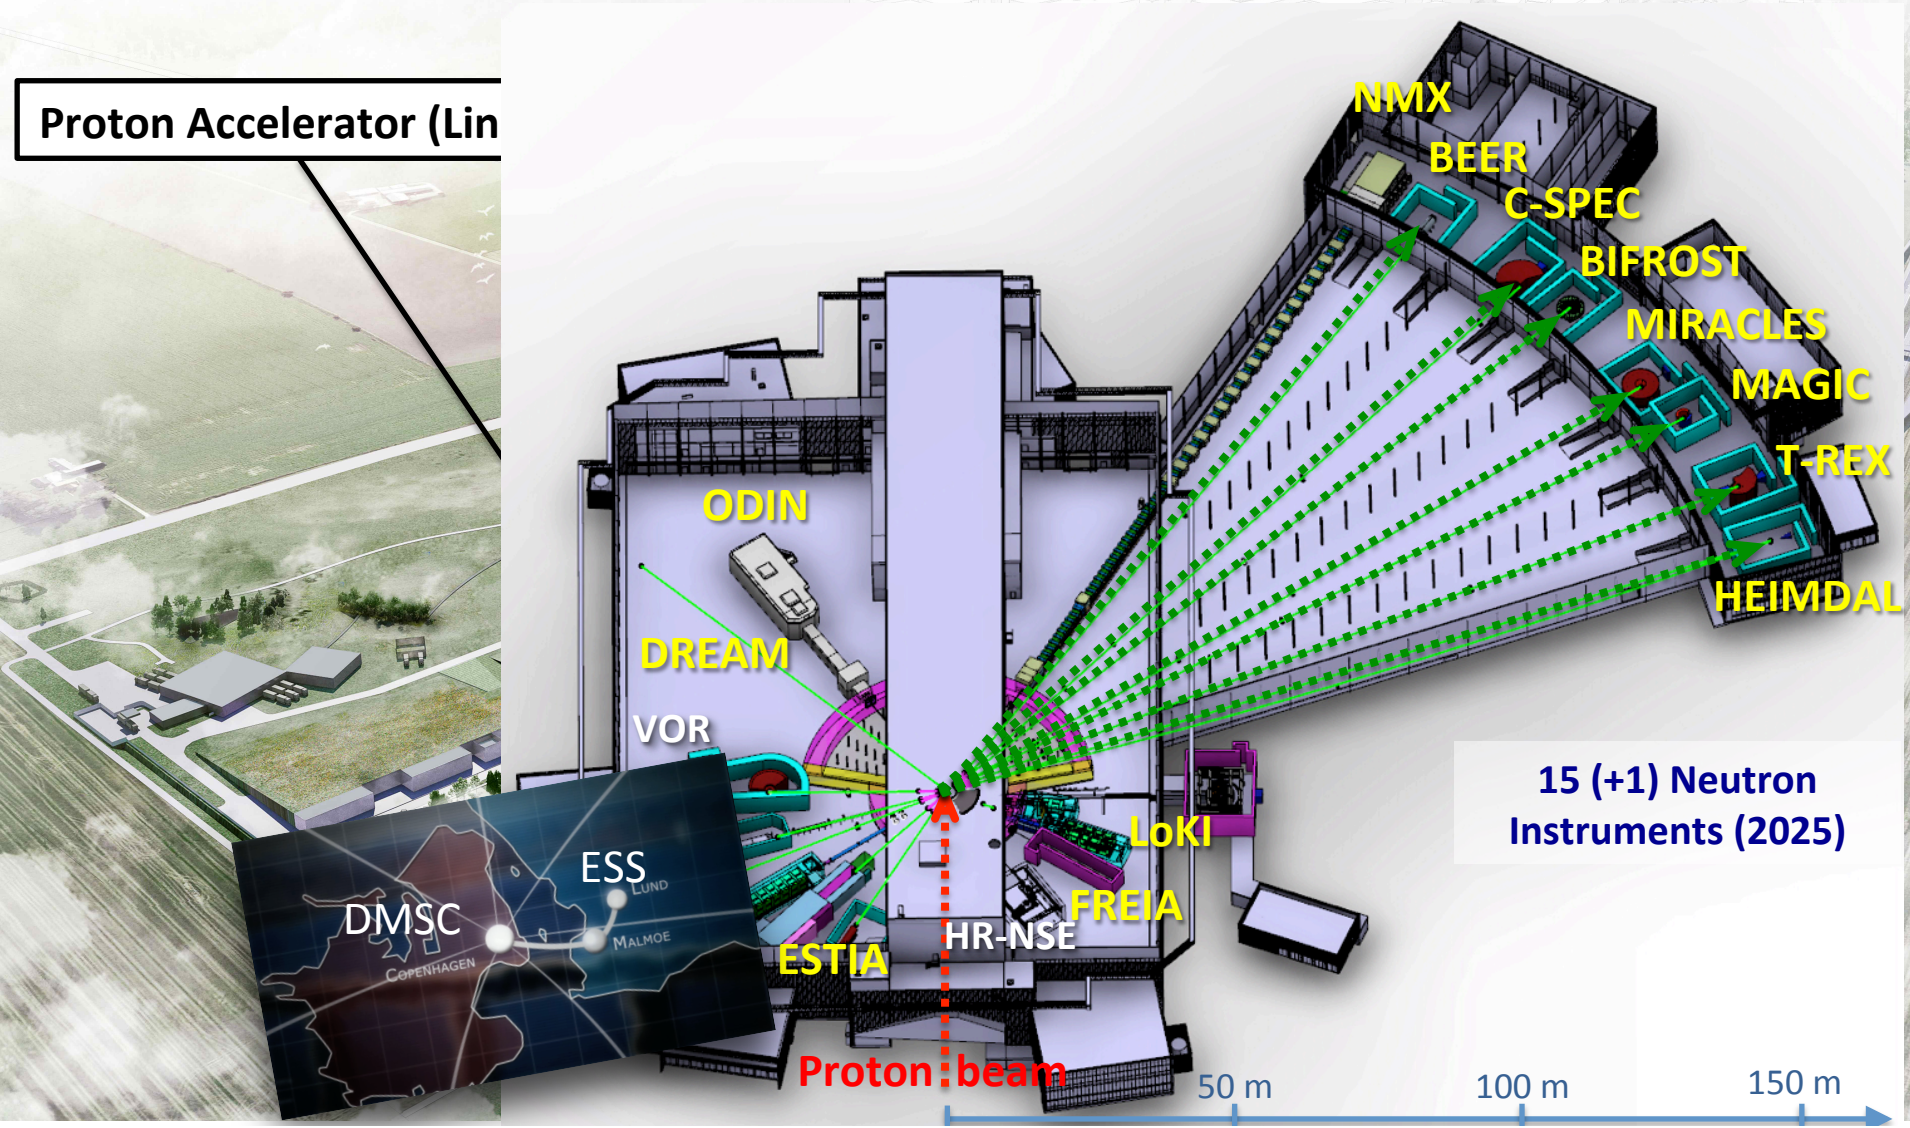 Proton Accelerator (Lin
NMX
BEER
C-SPEC
BIFROST
MIRACLES
MAGIC
T-REX
HEIMDAL
ODIN
DREAM
VOR
LoKI
FREIA
HR-NSE
ESTIA
15 (+1) Neutron
Instruments (2025)
ESS
LUND
DMSC
MALMOE
COPENHAGEN
Proton beam
50 m
100 m
150 m